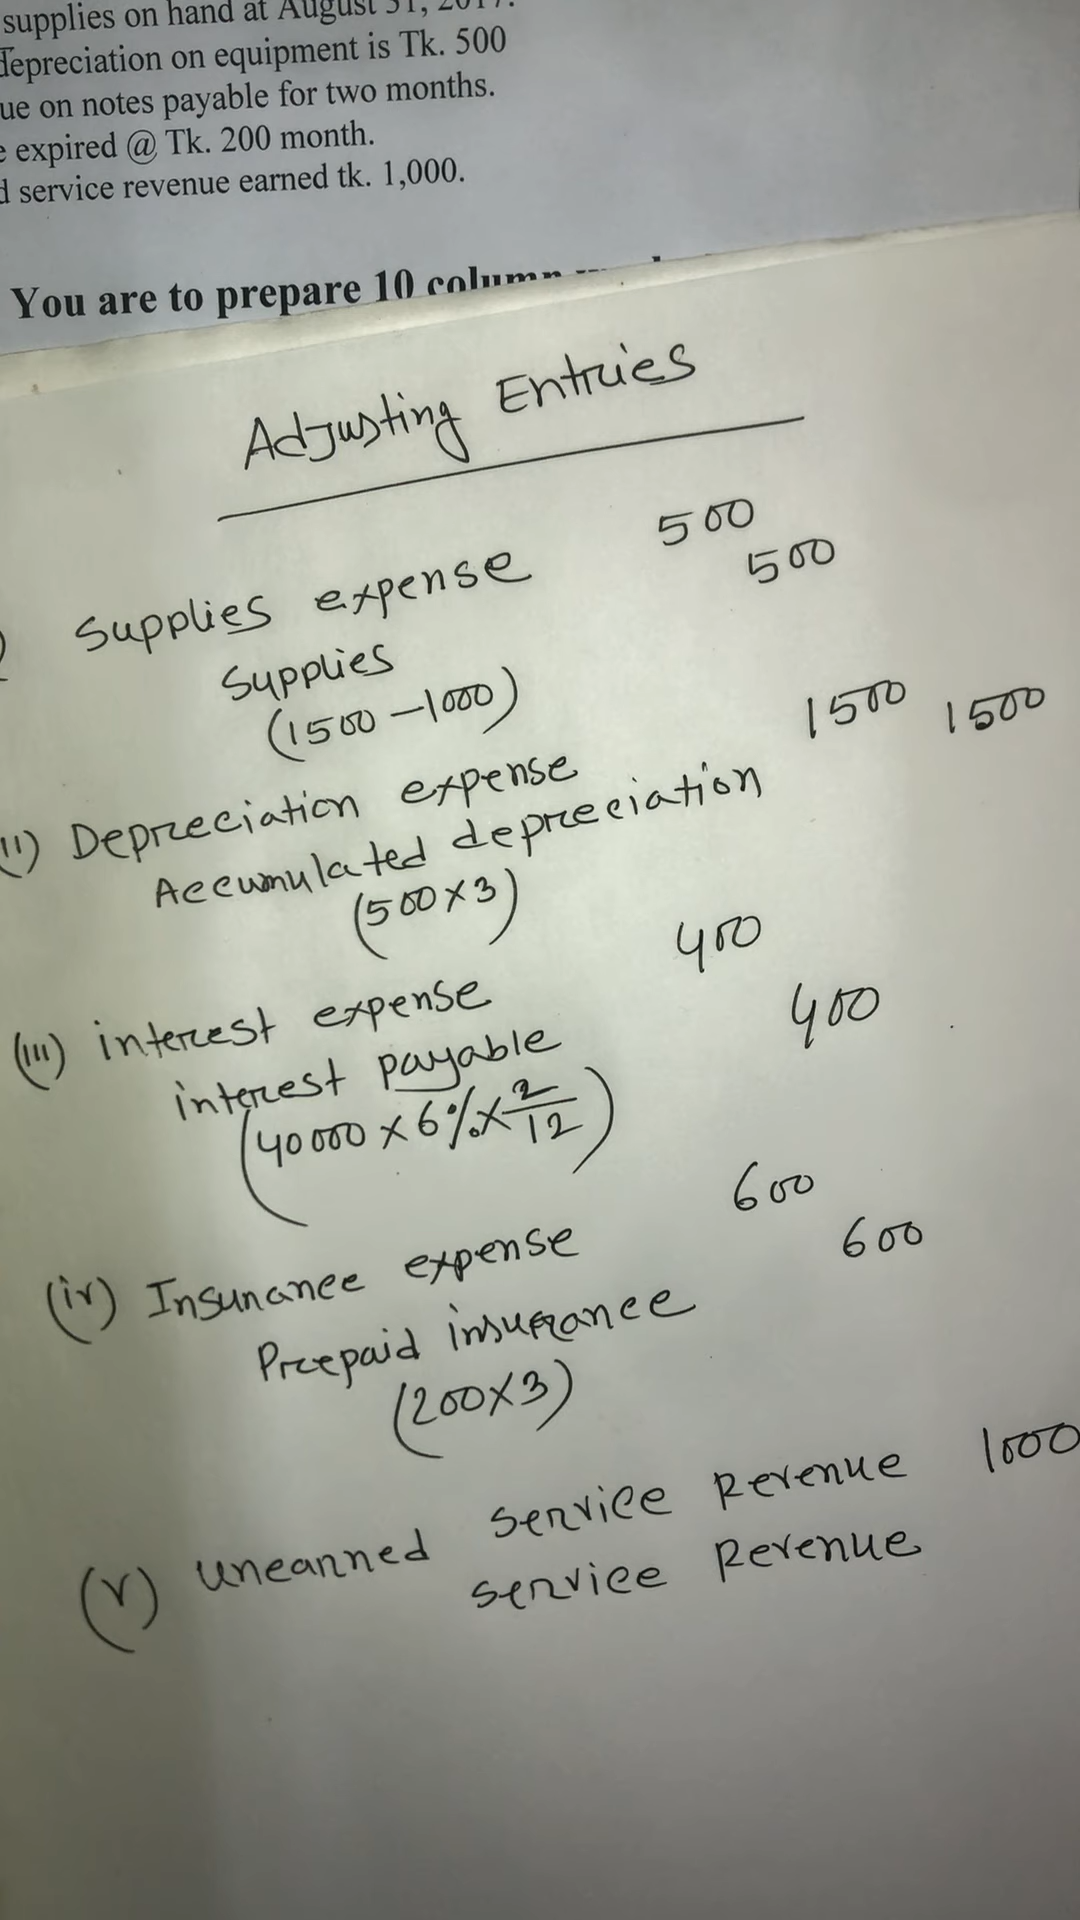 supplies on hand at August 31, 2017.
depreciation on equipment is Tk. 500
on notes payable for two months.
expired @ Tk. 200 month.
service revenue earned tk. 1,000.
You are to prepare 10 column
Adjusting Entries
Supplies expense 500
Supplies 500
(1500-1000)
(ii) Depreciation expense 1500
Accumulated depreciation 1500
(500×3)
(iii) interest expense 400
interest payable 400
(40000 × 6% × 2/12)
(iv) Insunance expense 600
Prepaid insurance 600
(200×3)
(v) unearned service Revenue 1000
service Revenue